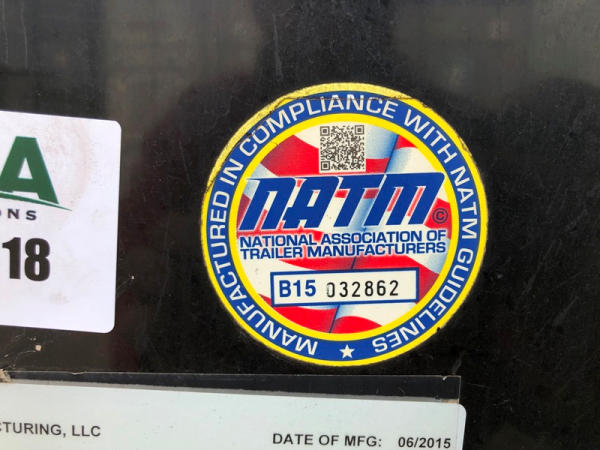 MANUFACTURED IN COMPLIANCE WITH NATM GUIDELINES
NATM ©
NATIONAL ASSOCIATION OF
TRAILER MANUFACTURERS
B15 032862
A
ONS
18
CTURING, LLC
DATE OF MFG: 06/2015